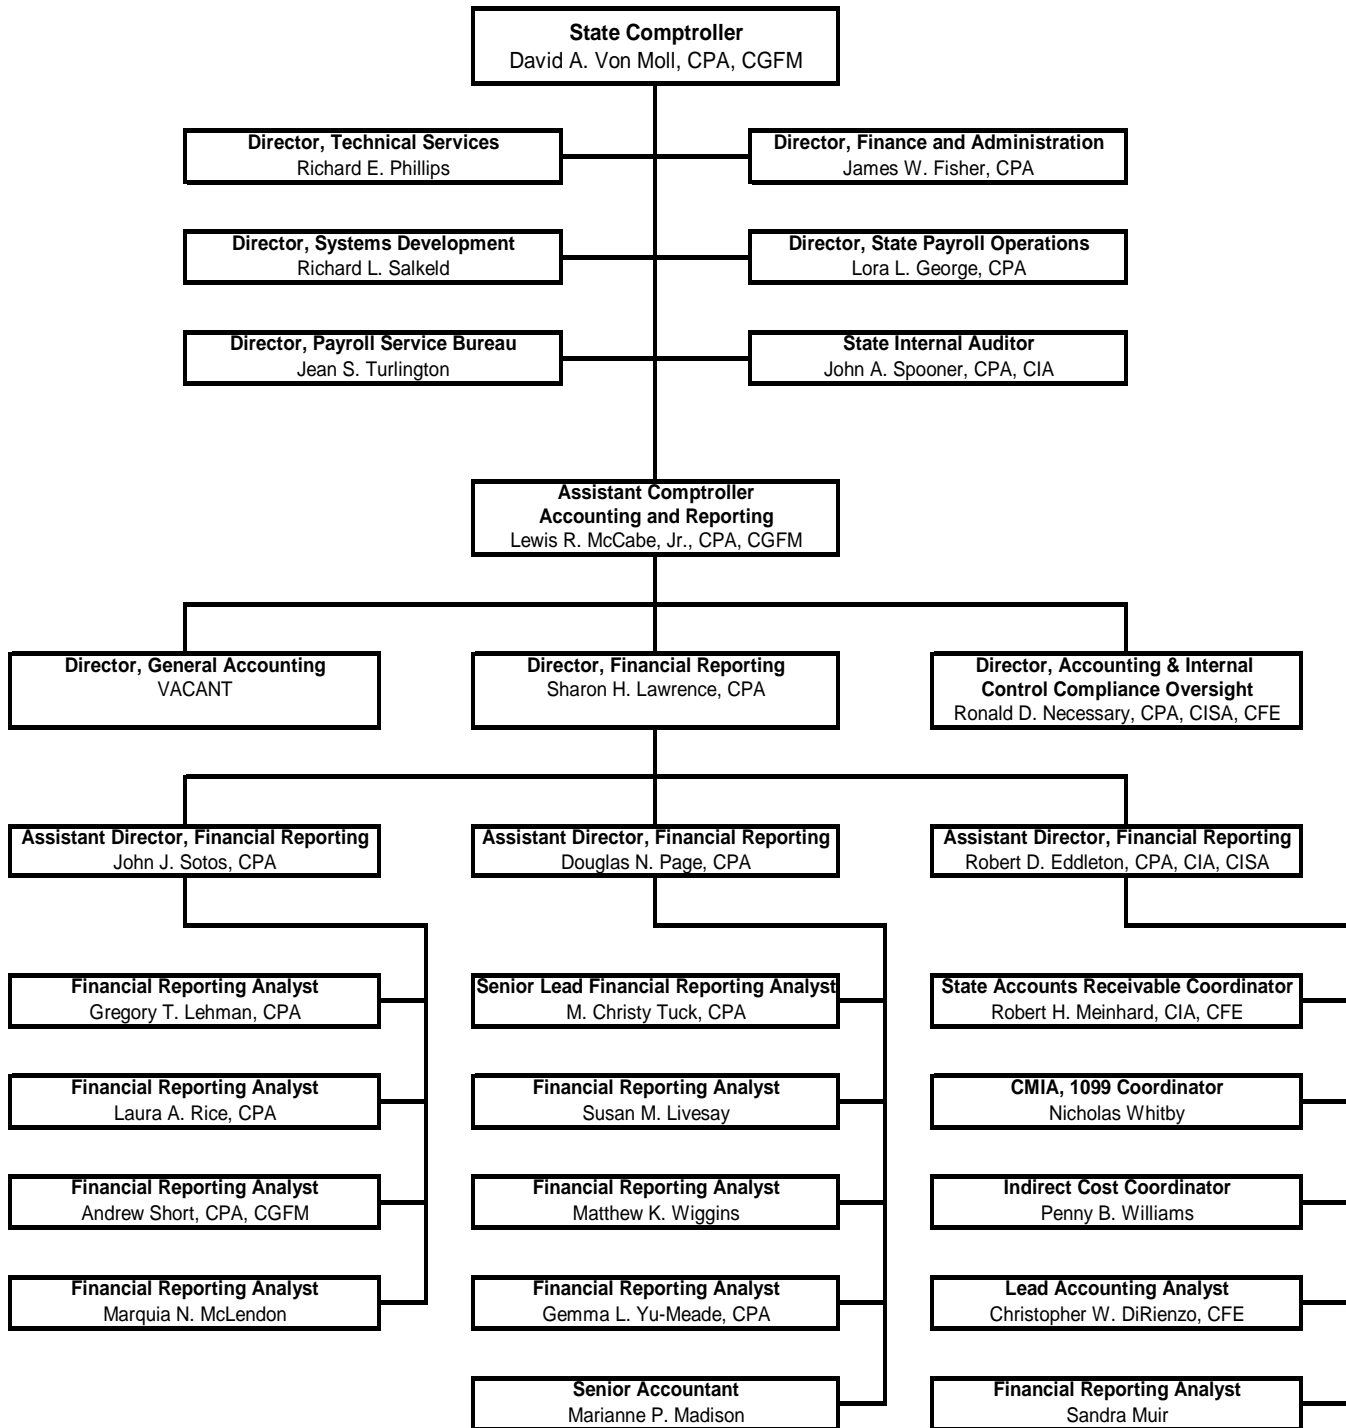 State Comptroller
David A. Von Moll, CPA, CGFM
Director, Technical Services
Richard E. Phillips
Director, Finance and Administration
James W. Fisher, CPA
Director, Systems Development
Richard L. Salkeld
Director, State Payroll Operations
Lora L. George, CPA
Director, Payroll Service Bureau
Jean S. Turlington
State Internal Auditor
John A. Spooner, CPA, CIA
Assistant Comptroller
Accounting and Reporting
Lewis R. McCabe, Jr., CPA, CGFM
Director, General Accounting
VACANT
Director, Financial Reporting
Sharon H. Lawrence, CPA
Director, Accounting & Internal
Control Compliance Oversight
Ronald D. Necessary, CPA, CISA, CFE
Assistant Director, Financial Reporting
John J. Sotos, CPA
Assistant Director, Financial Reporting
Douglas N. Page, CPA
Assistant Director, Financial Reporting
Robert D. Eddleton, CPA, CIA, CISA
Financial Reporting Analyst
Gregory T. Lehman, CPA
Senior Lead Financial Reporting Analyst
M. Christy Tuck, CPA
State Accounts Receivable Coordinator
Robert H. Meinhard, CIA, CFE
Financial Reporting Analyst
Laura A. Rice, CPA
Financial Reporting Analyst
Susan M. Livesay
CMIA, 1099 Coordinator
Nicholas Whitby
Financial Reporting Analyst
Andrew Short, CPA, CGFM
Financial Reporting Analyst
Matthew K. Wiggins
Indirect Cost Coordinator
Penny B. Williams
Financial Reporting Analyst
Marquia N. McLendon
Financial Reporting Analyst
Gemma L. Yu-Meade, CPA
Lead Accounting Analyst
Christopher W. DiRienzo, CFE
Senior Accountant
Marianne P. Madison
Financial Reporting Analyst
Sandra Muir